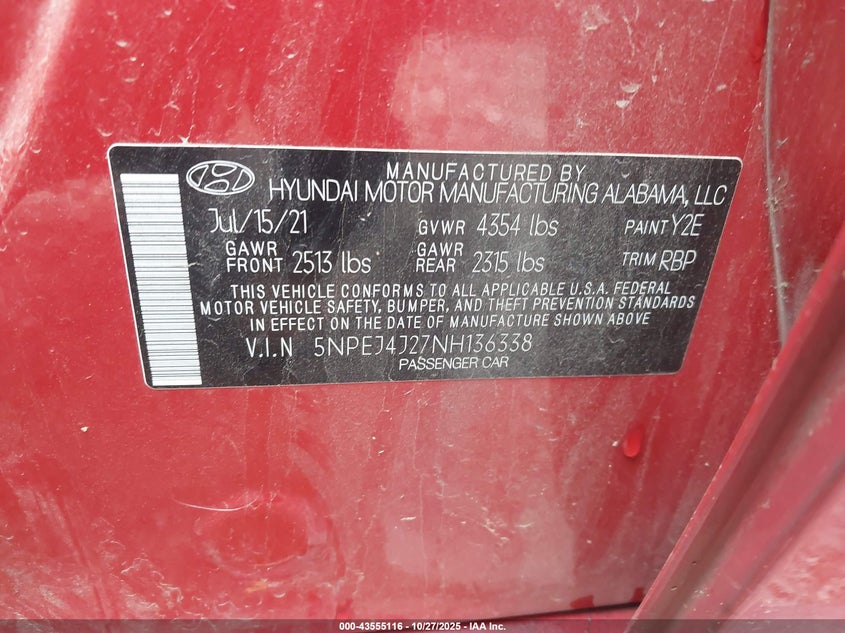 MANUFACTURED BY
HYUNDAI MOTOR MANUFACTURING ALABAMA, LLC
Jul/15/21 GVWR 4354 lbs PAINT Y2E
GAWR FRONT 2513 lbs GAWR REAR 2315 lbs TRIM RBP
THIS VEHICLE CONFORMS TO ALL APPLICABLE U.S.A. FEDERAL
MOTOR VEHICLE SAFETY, BUMPER, AND THEFT PREVENTION STANDARDS
IN EFFECT ON THE DATE OF MANUFACTURE SHOWN ABOVE
V.I.N 5NPEJ4J27NH136338
PASSENGER CAR
000-43555116 - 10/27/2025 - IAA Inc.